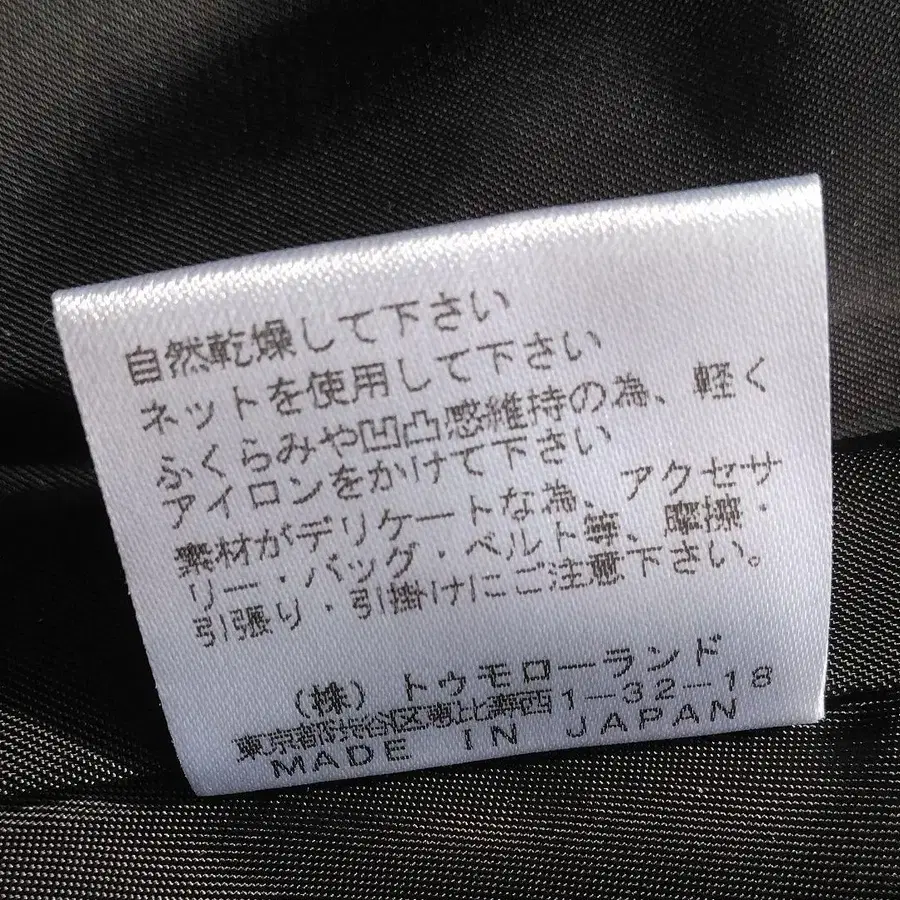 自然乾燥して下さい
ネットを使用して下さい
ふくらみや凹凸感維持の為、軽く
アイロンをかけて下さい
素材がデリケートな為、アクセサ
リー・バッグ・ベルト等、摩擦・
引張り・引掛けにご注意下さい。
(株)トゥモローランド
東京都渋谷区恵比寿西1-32-18
MADE IN JAPAN